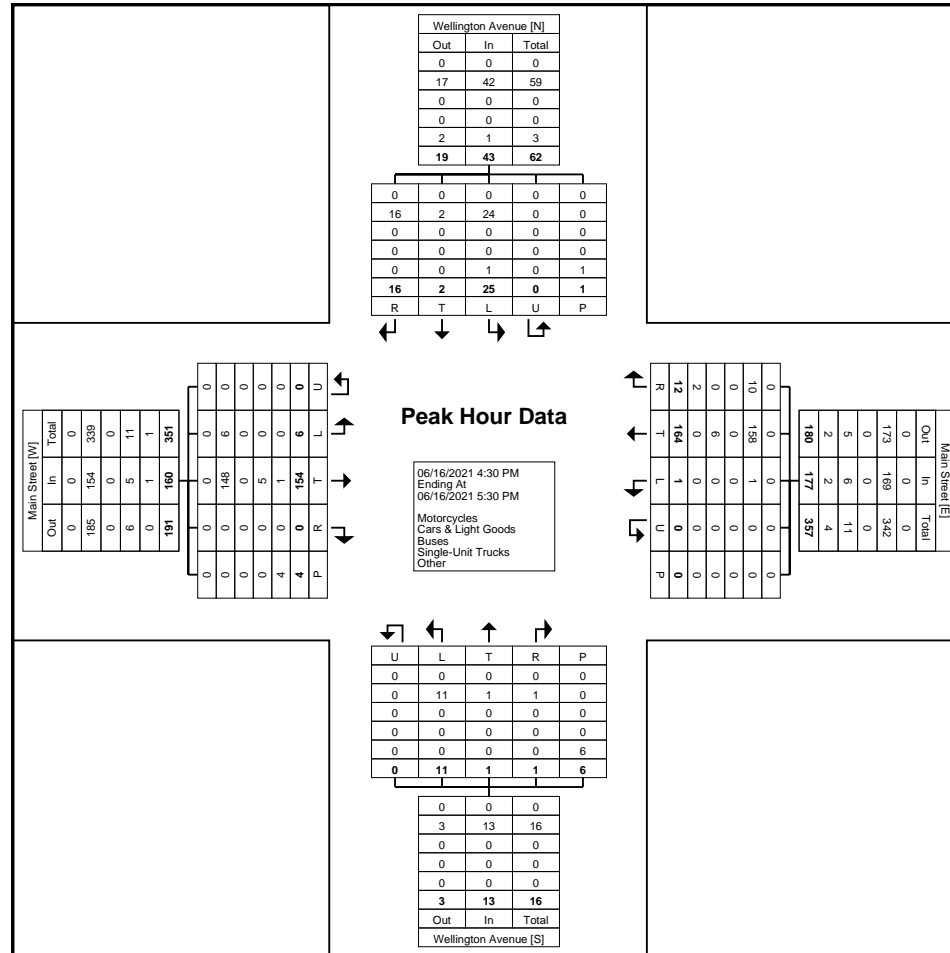 Wellington Avenue [N]
Out In Total
0 0 0
17 42 59
0 0 0
0 0 0
2 1 3
19 43 62
0 0 0 0 0
16 2 24 0 0
0 0 0 0 0
0 0 0 0 0
0 0 1 0 1
16 2 25 0 1
R T L U P
Main Street [W]
Out In Total
0 0 0
185 154 339
0 0 0
6 5 11
0 1 1
191 160 351
0 0 0 0 0
0 0 148 6 0
0 0 0 0 0
0 0 5 0 0
4 0 1 0 0
4 0 154 6 0
P R T L U
Peak Hour Data
06/16/2021 4:30 PM
Ending At
06/16/2021 5:30 PM
Motorcycles
Cars & Light Goods
Buses
Single-Unit Trucks
Other
Main Street [E]
Out In Total
0 0 0
173 169 342
0 0 0
5 6 11
2 2 4
180 177 357
0 0 0 0 0
10 158 1 0 0
0 0 0 0 0
0 6 0 0 0
2 0 0 0 0
12 164 1 0 0
R T L U P
U L T R P
0 0 0 0 0
0 11 1 1 0
0 0 0 0 0
0 0 0 0 0
0 0 0 0 6
0 11 1 1 6
0 0 0
3 13 16
0 0 0
0 0 0
0 0 0
3 13 16
Out In Total
Wellington Avenue [S]